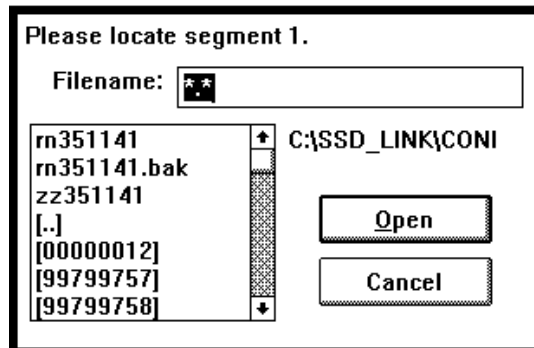 Please locate segment 1.
Filename: *.*
rn351141
rn351141.bak
zz351141
[..]
[00000012]
[99799757]
[99799758]
C:\SSD_LINK\CONI
Open
Cancel